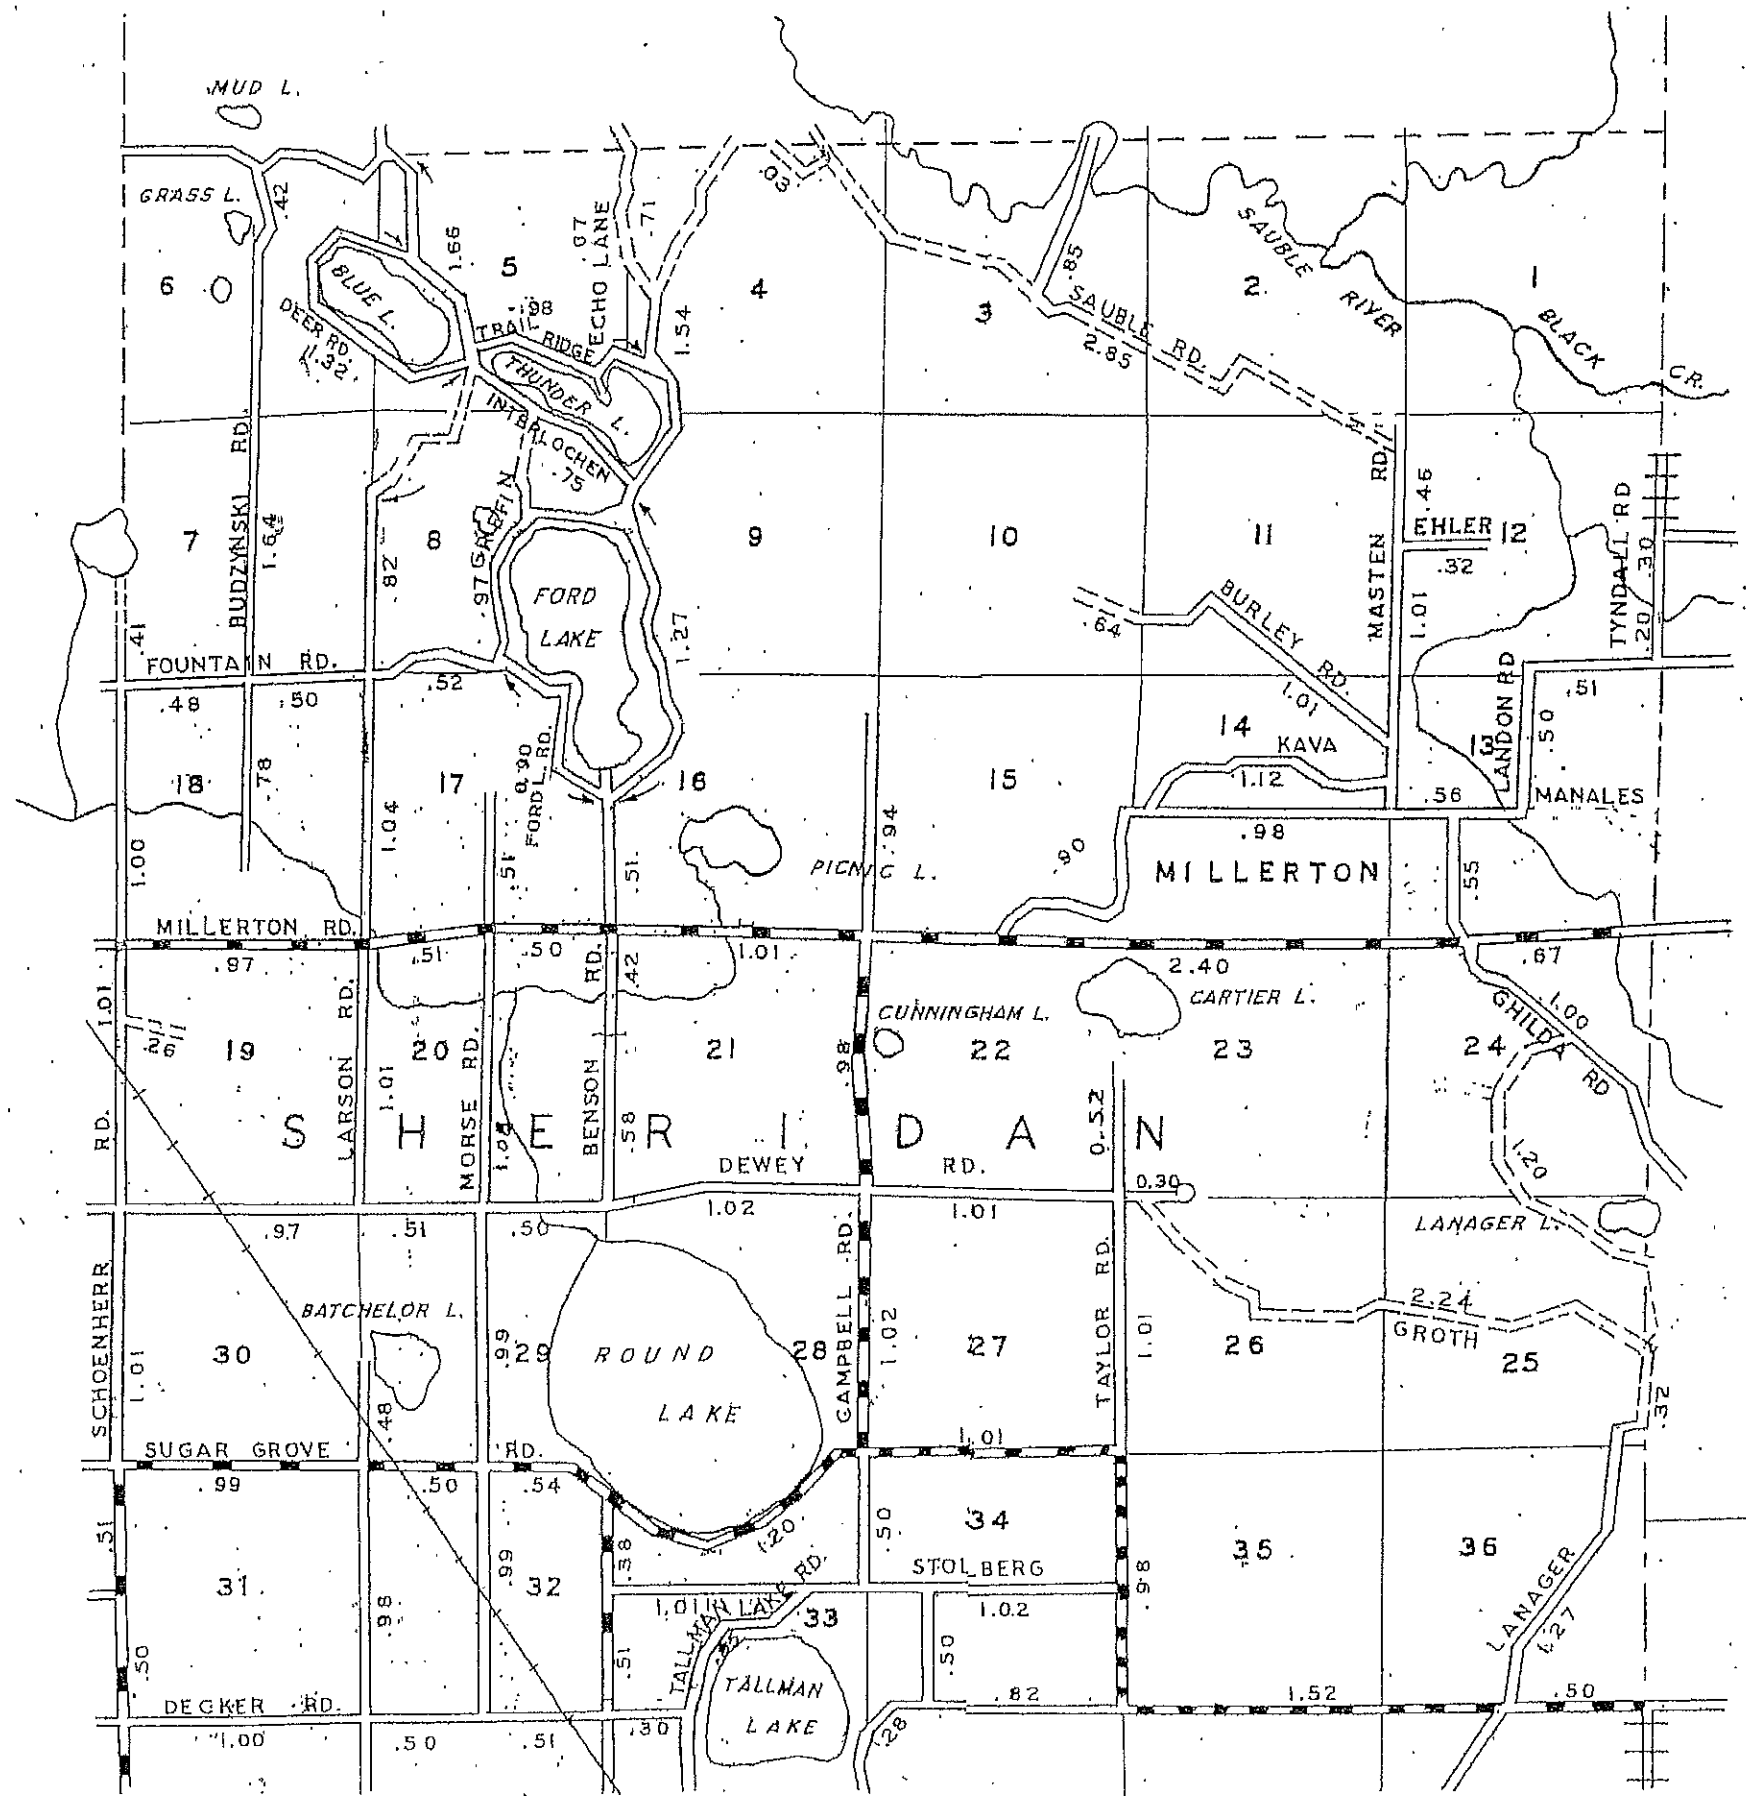 MUD L.
GRASS L.
.42
.03
1.66
5
.67
ECHO LANE
.71
4
.85
SAUBLE
RIVER
6
BLUE L.
3
2
1
SAUBLE RD.
2.85
BLACK
CR.
DEER RD.
1.32
.98
TRAIL RIDGE
1.54
THUNDER L.
INTERLOCHEN
.75
BUDZYNSKI RD.
1.64
7
8
.82
GRIFFIN
.97
9
10
11
MASTEN RD.
.46
EHLER
12
.32
1.01
TYNDALL RD
.30
.20
FORD
LAKE
.64
BURLEY RD.
1.01
1.27
.41
FOUNTAIN RD.
.48
.50
.52
.51
18
.78
17
0.90
FORD L. RD.
16
15
14
KAVA
1.12
13
LANDON RD
.50
.56
MANALES
.98
1.00
1.04
.51
.51
.94
PICNIC L.
.90
MILLERTON
.55
MILLERTON RD.
.97
.51
.50
1.01
2.40
.67
1.01
RD.
.42
CUNNINGHAM L.
CARTIER L.
GHILDA RD
1.00
19
20
21
.98
22
23
24
LARSON RD.
1.01
MORSE RD.
BENSON
.58
SHERIDAN
0.52
1.20
RD.
DEWEY RD.
0.30
.97
.51
.50
1.02
1.01
LANAGER L.
SCHOENHERR
BATCHELOR L.
30
1.01
.99
29
ROUND
LAKE
28
CAMPBELL RD.
1.02
27
TAYLOR RD.
1.01
26
2.24
GROTH
25
.32
.48
SUGAR GROVE RD.
.99
.50
.54
1.01
.51
1.20
.50
34
35
36
31
.99
32
.38
STOLBERG
.98
.98
1.01
TALLMAN LAKE RD.
33
1.02
LANAGER
1.27
.50
.51
.50
TALLMAN
LAKE
.82
1.52
.50
DECKER RD.
1.00
.50
.51
.30
.28